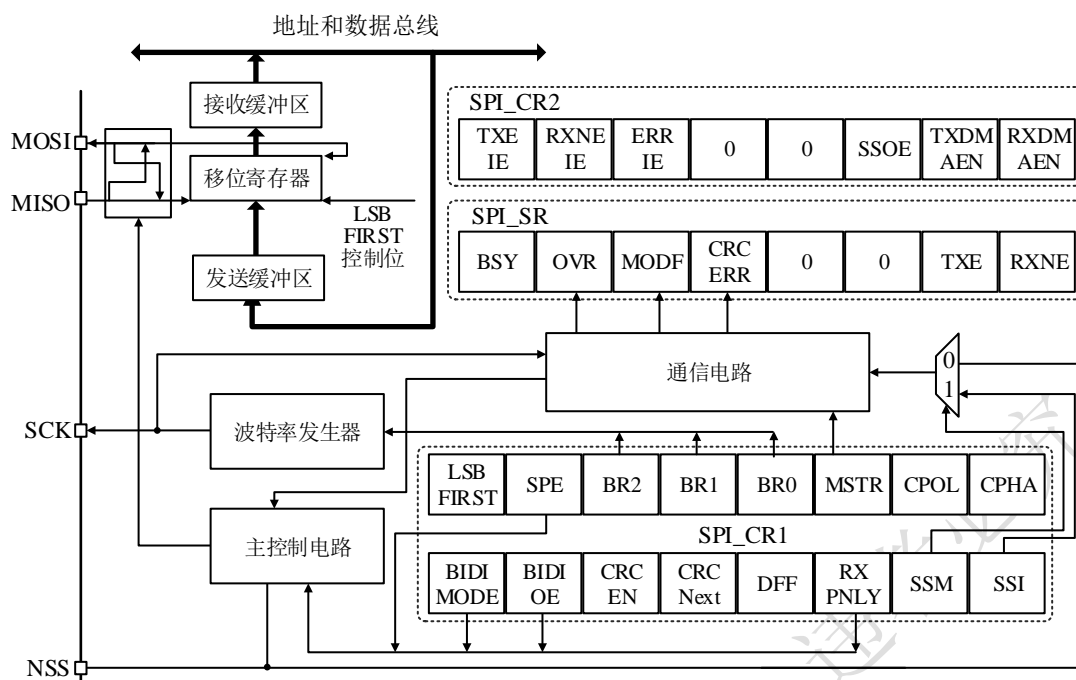 地址和数据总线
接收缓冲区
MOSI
移位寄存器
MISO
LSB
FIRST
控制位
发送缓冲区
SPI_CR2
TXE
IE
RXNE
IE
ERR
IE
0
0
SSOE
TXDM
AEN
RXDM
AEN
SPI_SR
BSY
OVR
MODF
CRC
ERR
0
0
TXE
RXNE
通信电路
0
1
SCK
波特率发生器
主控制电路
LSB
FIRST
SPE
BR2
BR1
BR0
MSTR
CPOL
CPHA
SPI_CR1
BIDI
MODE
BIDI
OE
CRC
EN
CRC
Next
DFF
RX
PNLY
SSM
SSI
NSS
违